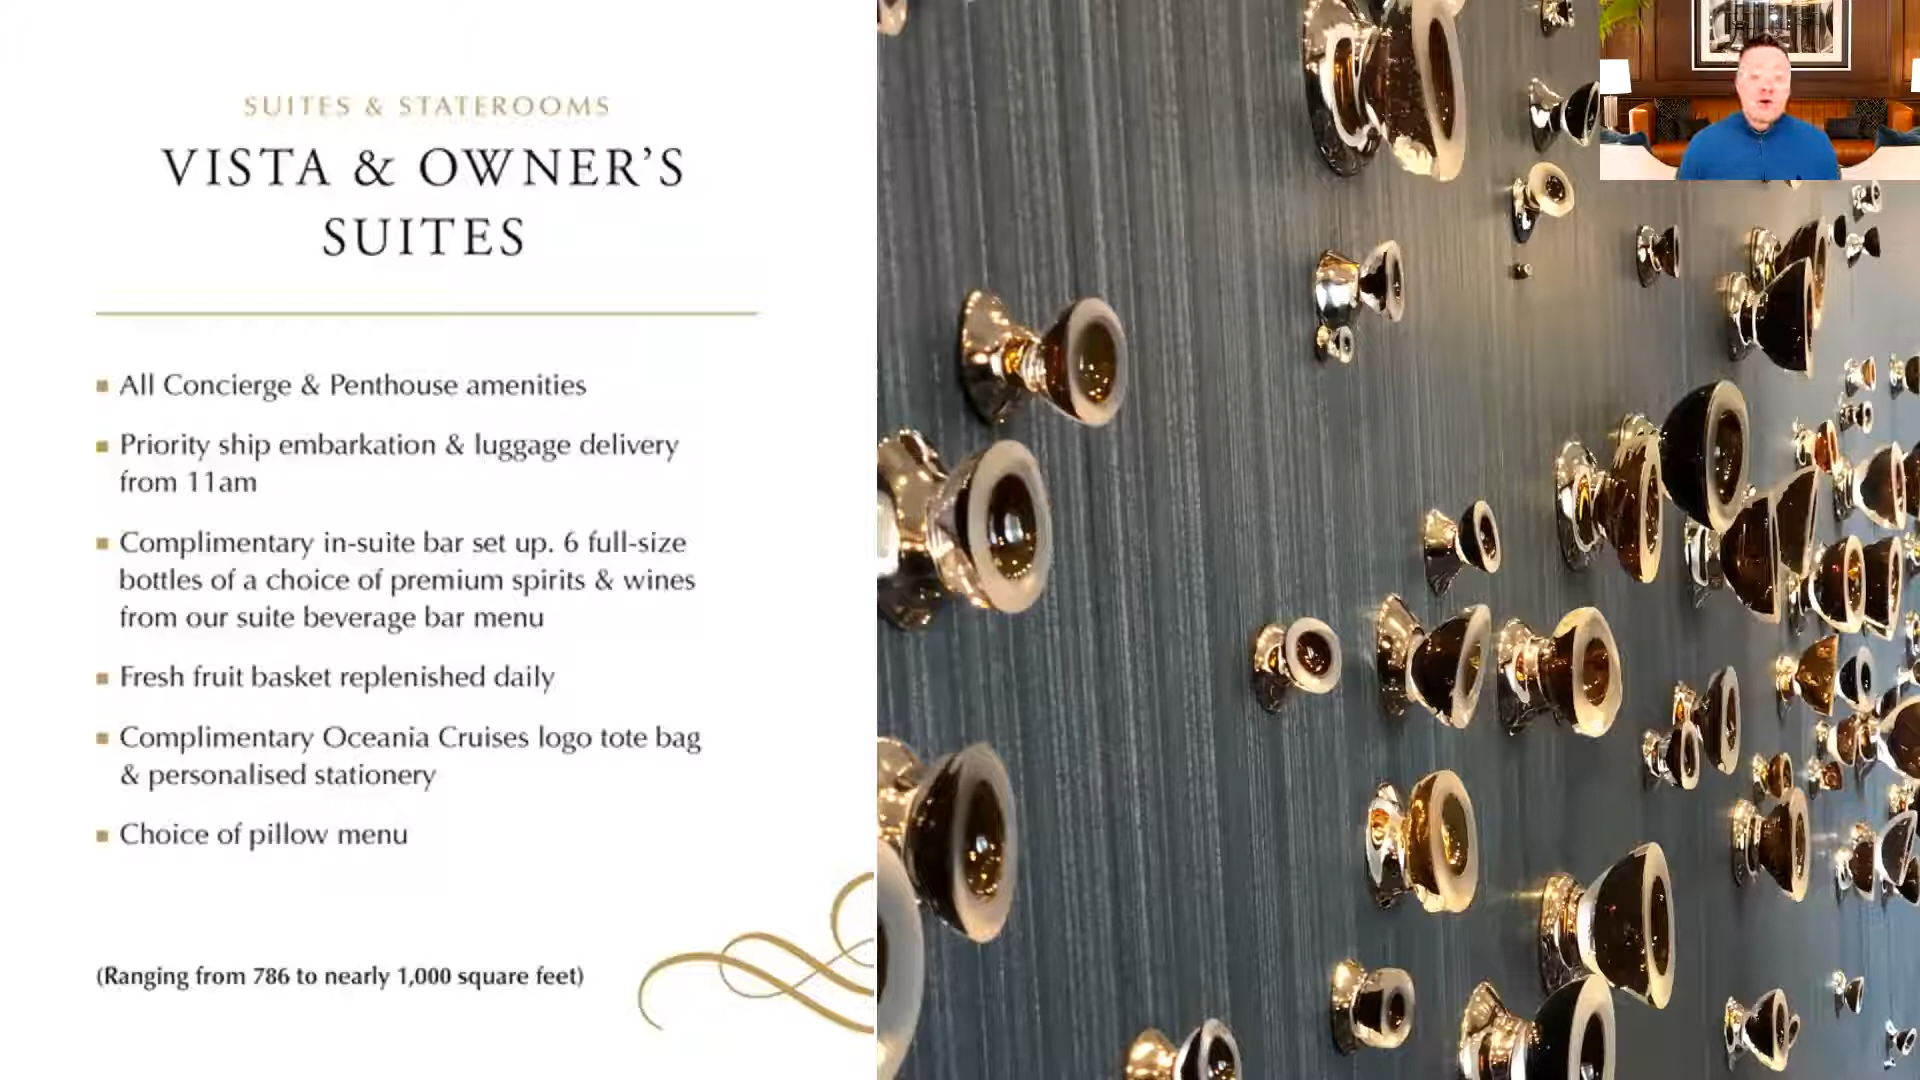 SUITES & STATEROOMS
VISTA & OWNER'S
SUITES
All Concierge & Penthouse amenities
Priority ship embarkation & luggage delivery
from 11am
Complimentary in-suite bar set up. 6 full-size
bottles of a choice of premium spirits & wines
from our suite beverage bar menu
Fresh fruit basket replenished daily
Complimentary Oceania Cruises logo tote bag
& personalised stationery
Choice of pillow menu
(Ranging from 786 to nearly 1,000 square feet)